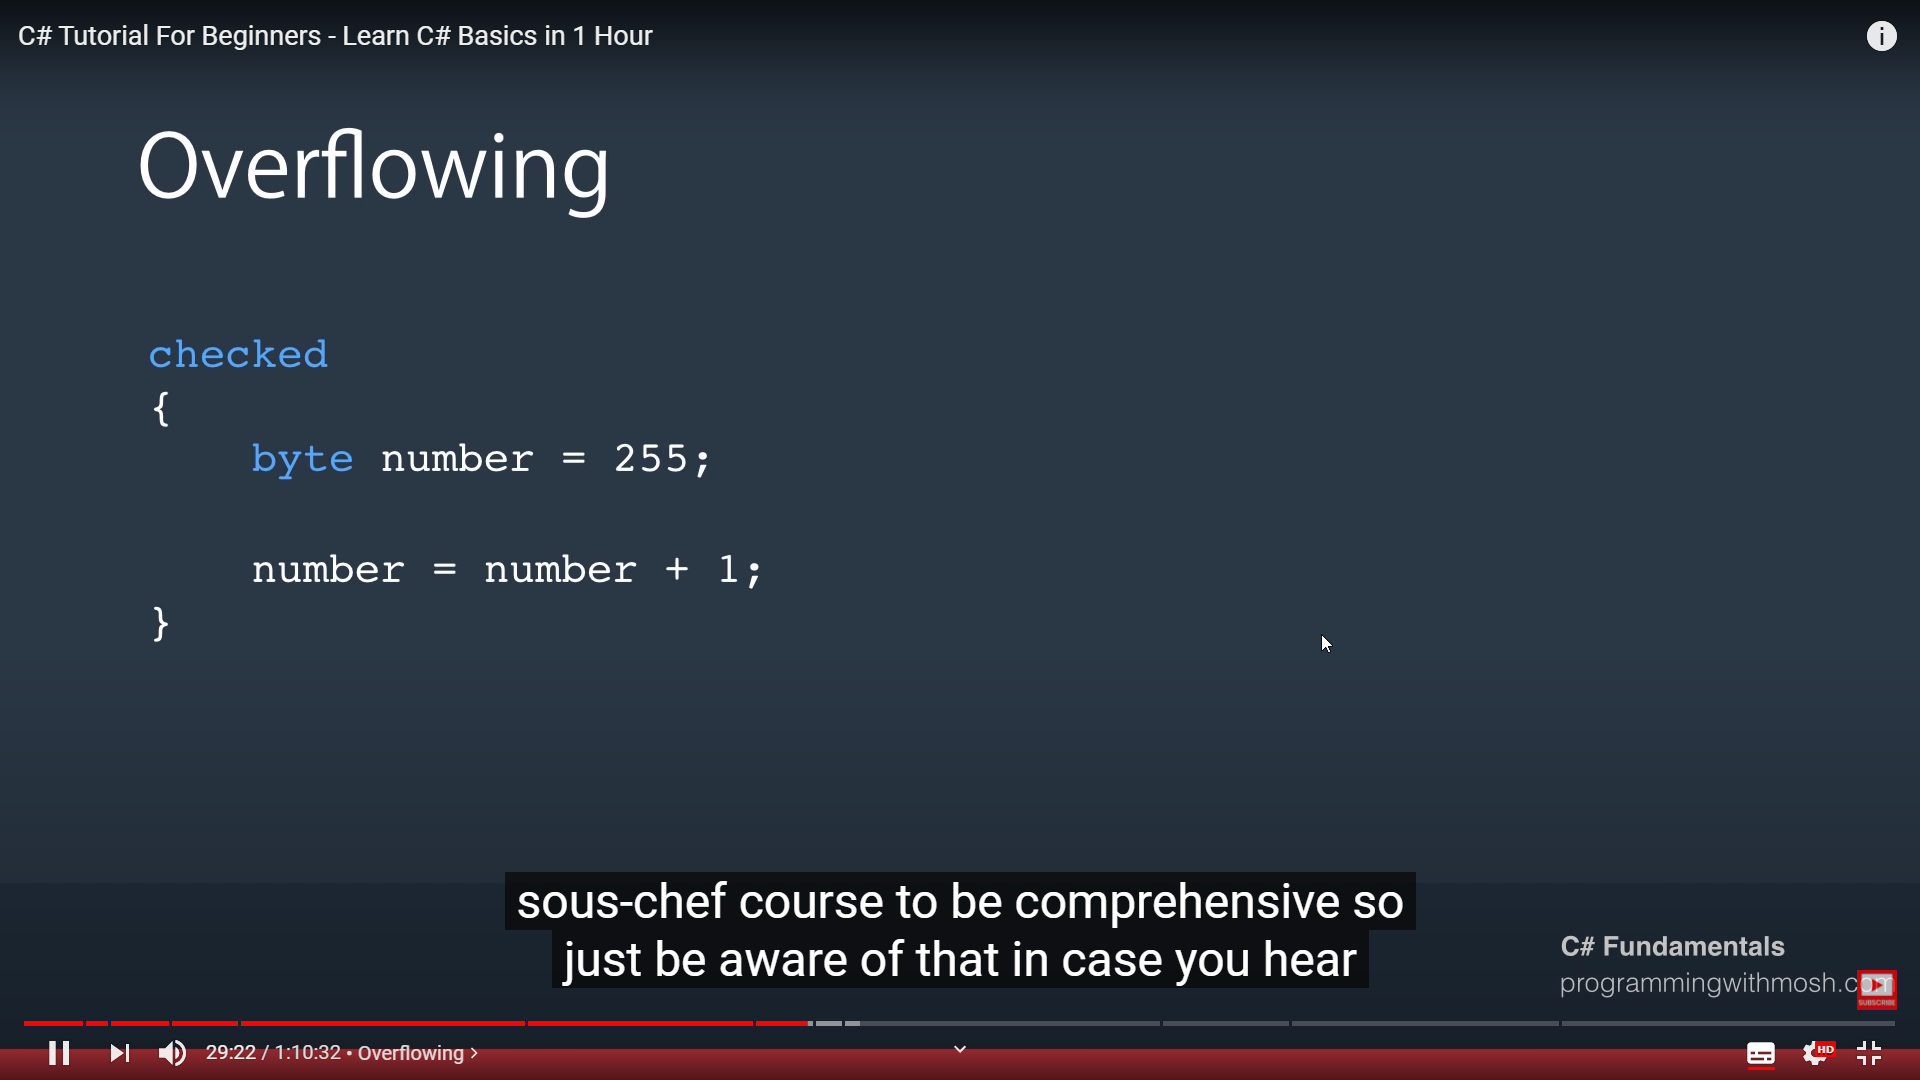 C# Tutorial For Beginners - Learn C# Basics in 1 Hour
i
Overflowing
checked
{
byte number = 255;
number = number + 1;
}
sous-chef course to be comprehensive so
just be aware of that in case you hear
C# Fundamentals
programmingwithmosh.com
SUBSCRIBE
29:22 / 1:10:32 • Overflowing >
HD